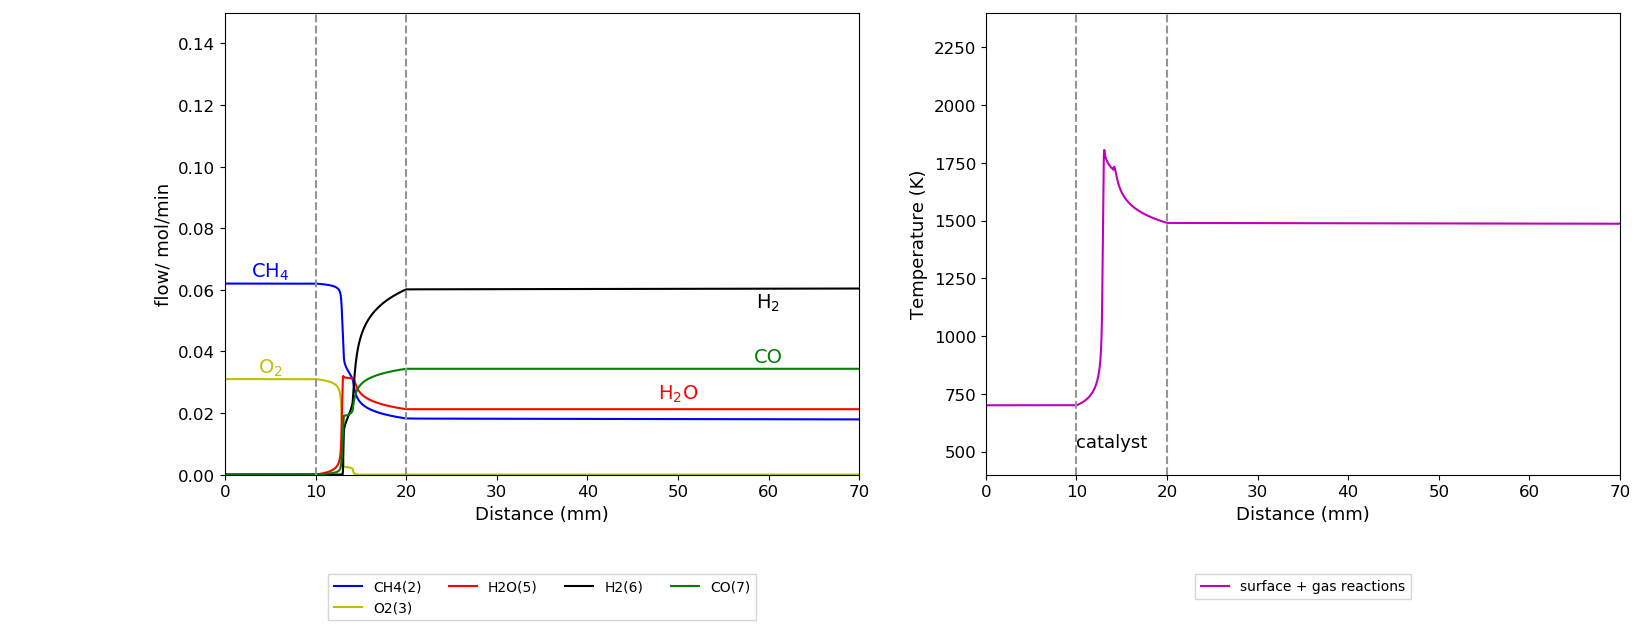 0.14
0.12
0.10
0.08
0.06
0.04
0.02
0.00
flow/ mol/min
CH4
O2
H2
CO
H2O
0 10 20 30 40 50 60 70
Distance (mm)
CH4(2) H2O(5) H2(6) CO(7)
O2(3)
2250
2000
1750
1500
1250
1000
750
500
Temperature (K)
catalyst
0 10 20 30 40 50 60 70
Distance (mm)
surface + gas reactions